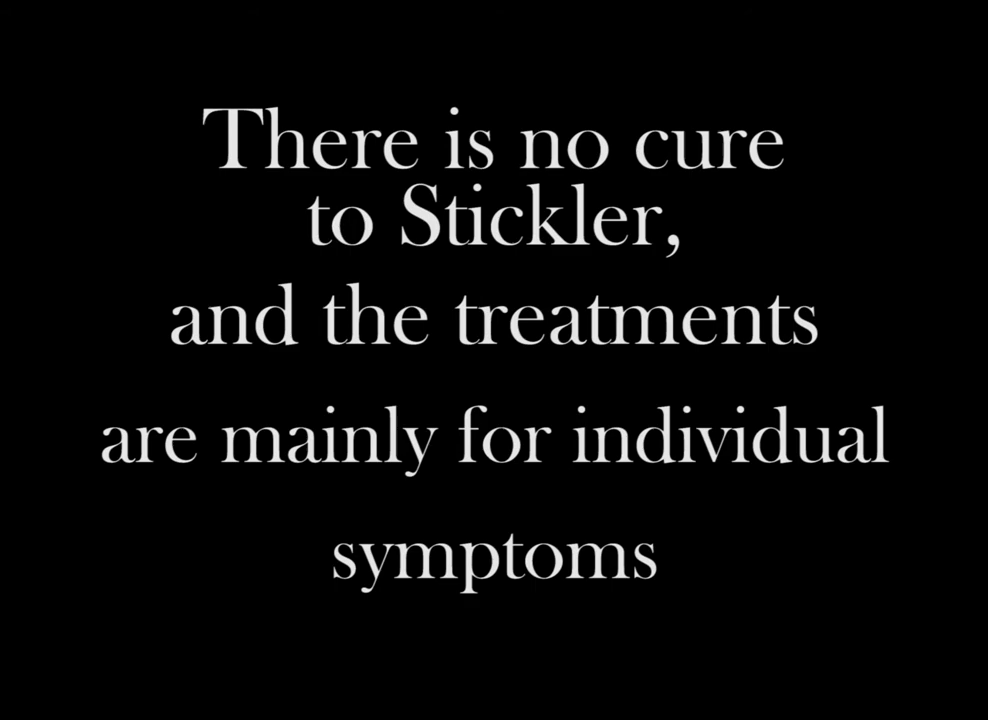 There is no cure
to Stickler,
and the treatments
are mainly for individual
symptoms